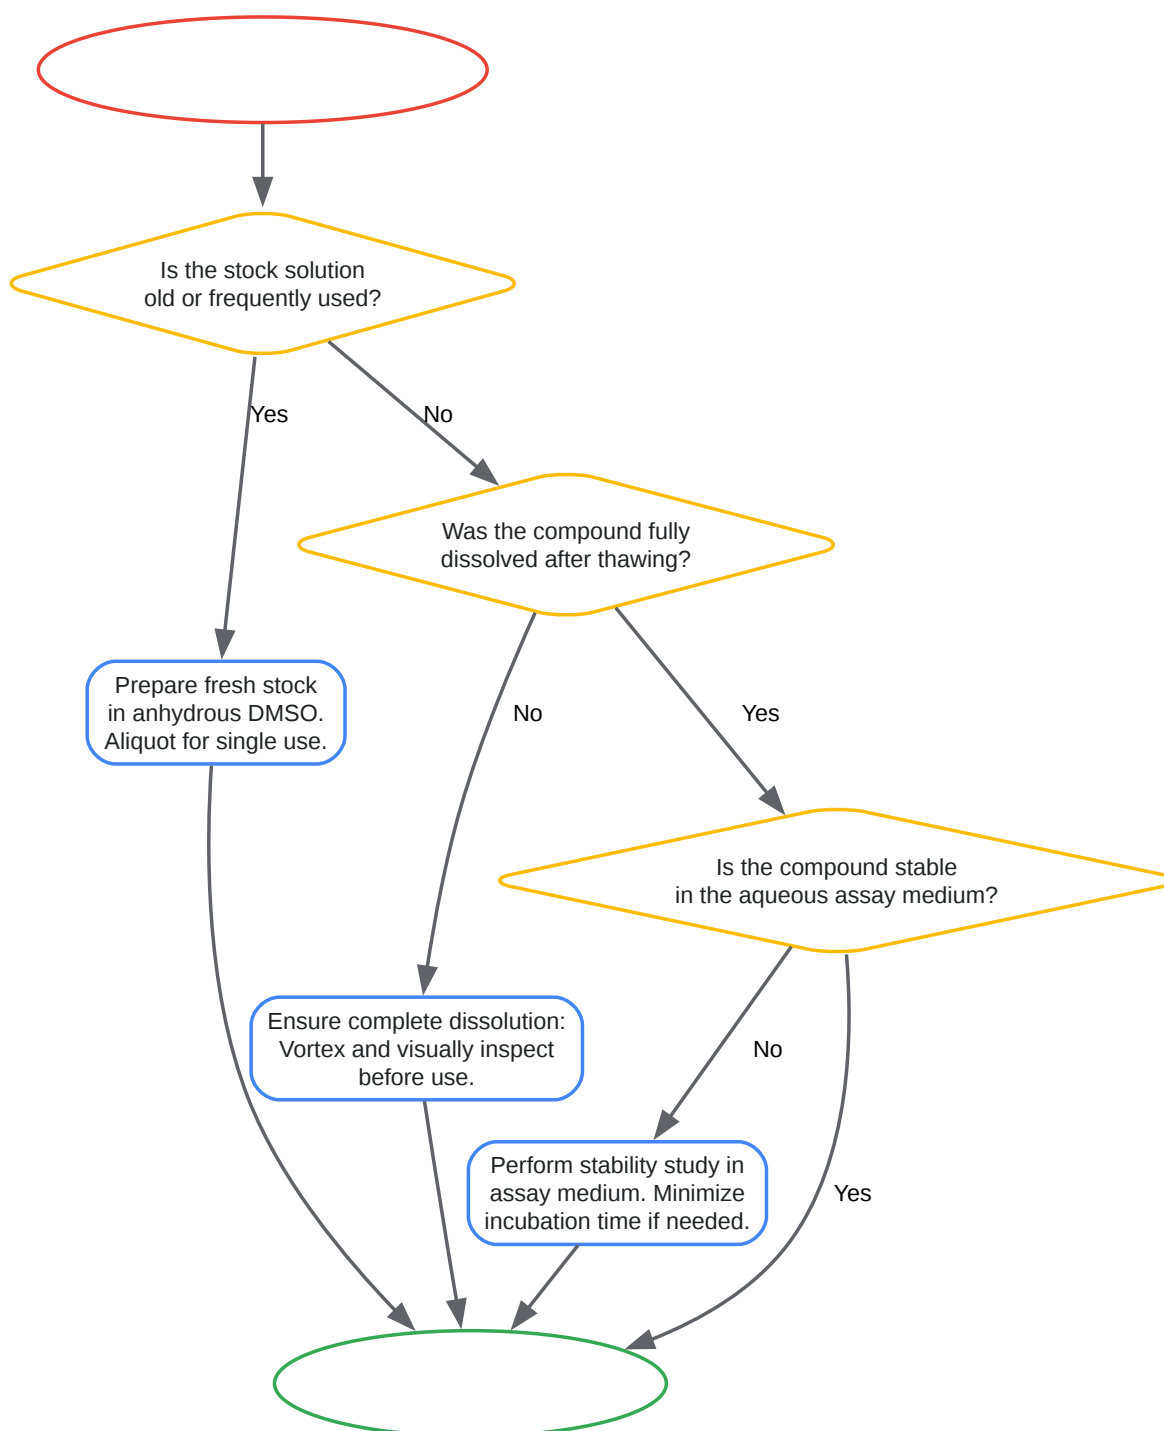 Is the stock solution
old or frequently used?
Yes
No
Was the compound fully
dissolved after thawing?
Prepare fresh stock
in anhydrous DMSO.
Aliquot for single use.
No
Yes
Is the compound stable
in the aqueous assay medium?
Ensure complete dissolution:
Vortex and visually inspect
before use.
No
Perform stability study in
assay medium. Minimize
incubation time if needed.
Yes